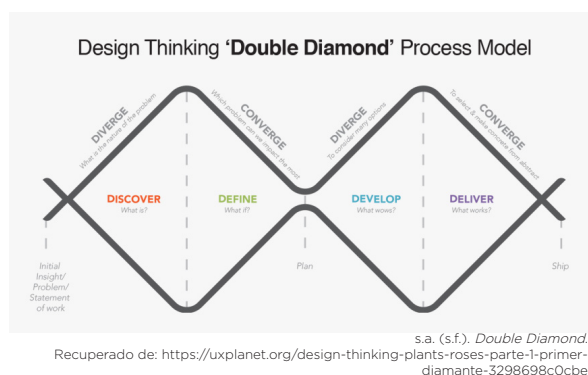 Design Thinking 'Double Diamond' Process Model
DIVERGE
What is the nature of the problem
CONVERGE
Which problem can we impact the most
DIVERGE
To consider many options
CONVERGE
To select & make concrete from abstract
DISCOVER
What is?
DEFINE
What if?
DEVELOP
What wows?
DELIVER
What works?
Initial
Insight/
Problem/
Statement
of work
Plan
Ship
s.a. (s.f.). Double Diamond.
Recuperado de: https://uxplanet.org/design-thinking-plants-roses-parte-1-primer-
diamante-3298698c0cbe